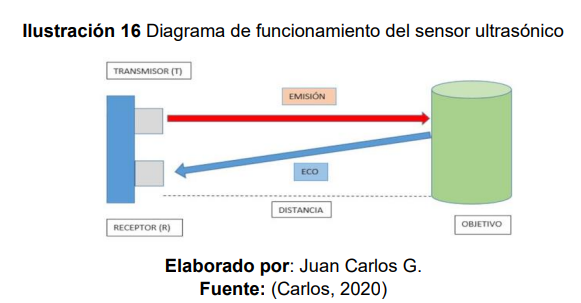 Ilustración 16 Diagrama de funcionamiento del sensor ultrasónico
TRANSMISOR (T)
EMISIÓN
ECO
DISTANCIA
RECEPTOR (R)
OBJETIVO
Elaborado por: Juan Carlos G.
Fuente: (Carlos, 2020)